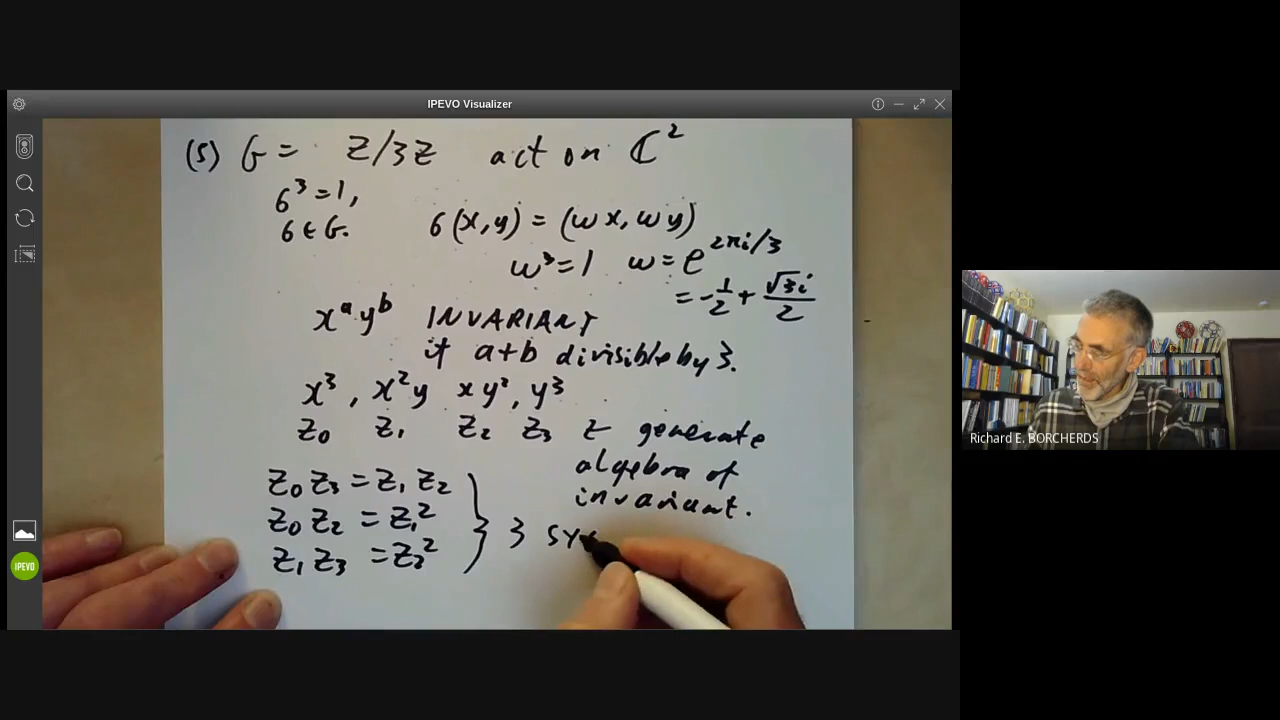 IPEVO Visualizer
(5) G = Z/3Z act on ℂ²
σ³=1,
σ∈G.
σ(x,y) = (ωx, ωy)
ω³=1 ω = e^{2πi/3}
= -1/2 + √3i/2
x^a y^b INVARIANT
if a+b divisible by 3.
x³, x²y xy², y³
z₀ z₁ z₂ z₃ ← generate
algebra of
invariant.
z₀z₃ = z₁z₂
z₀z₂ = z₁²
z₁z₃ = z₂²
} 3 syz
Richard E. BORCHERDS
IPEVO